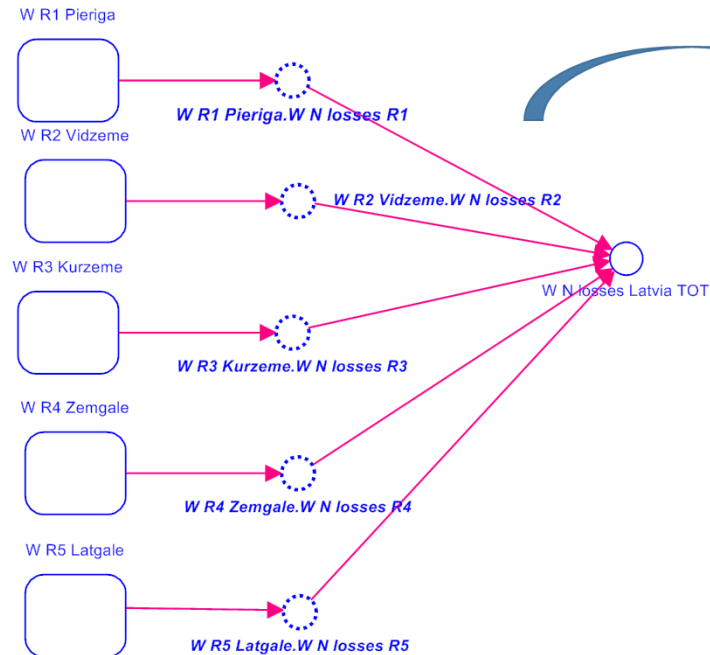 W R1 Pieriga
W R1 Pieriga.W N losses R1
W R2 Vidzeme
W R2 Vidzeme.W N losses R2
W R3 Kurzeme
W N losses Latvia TOT
W R3 Kurzeme.W N losses R3
W R4 Zemgale
W R4 Zemgale.W N losses R4
W R5 Latgale
W R5 Latgale.W N losses R5